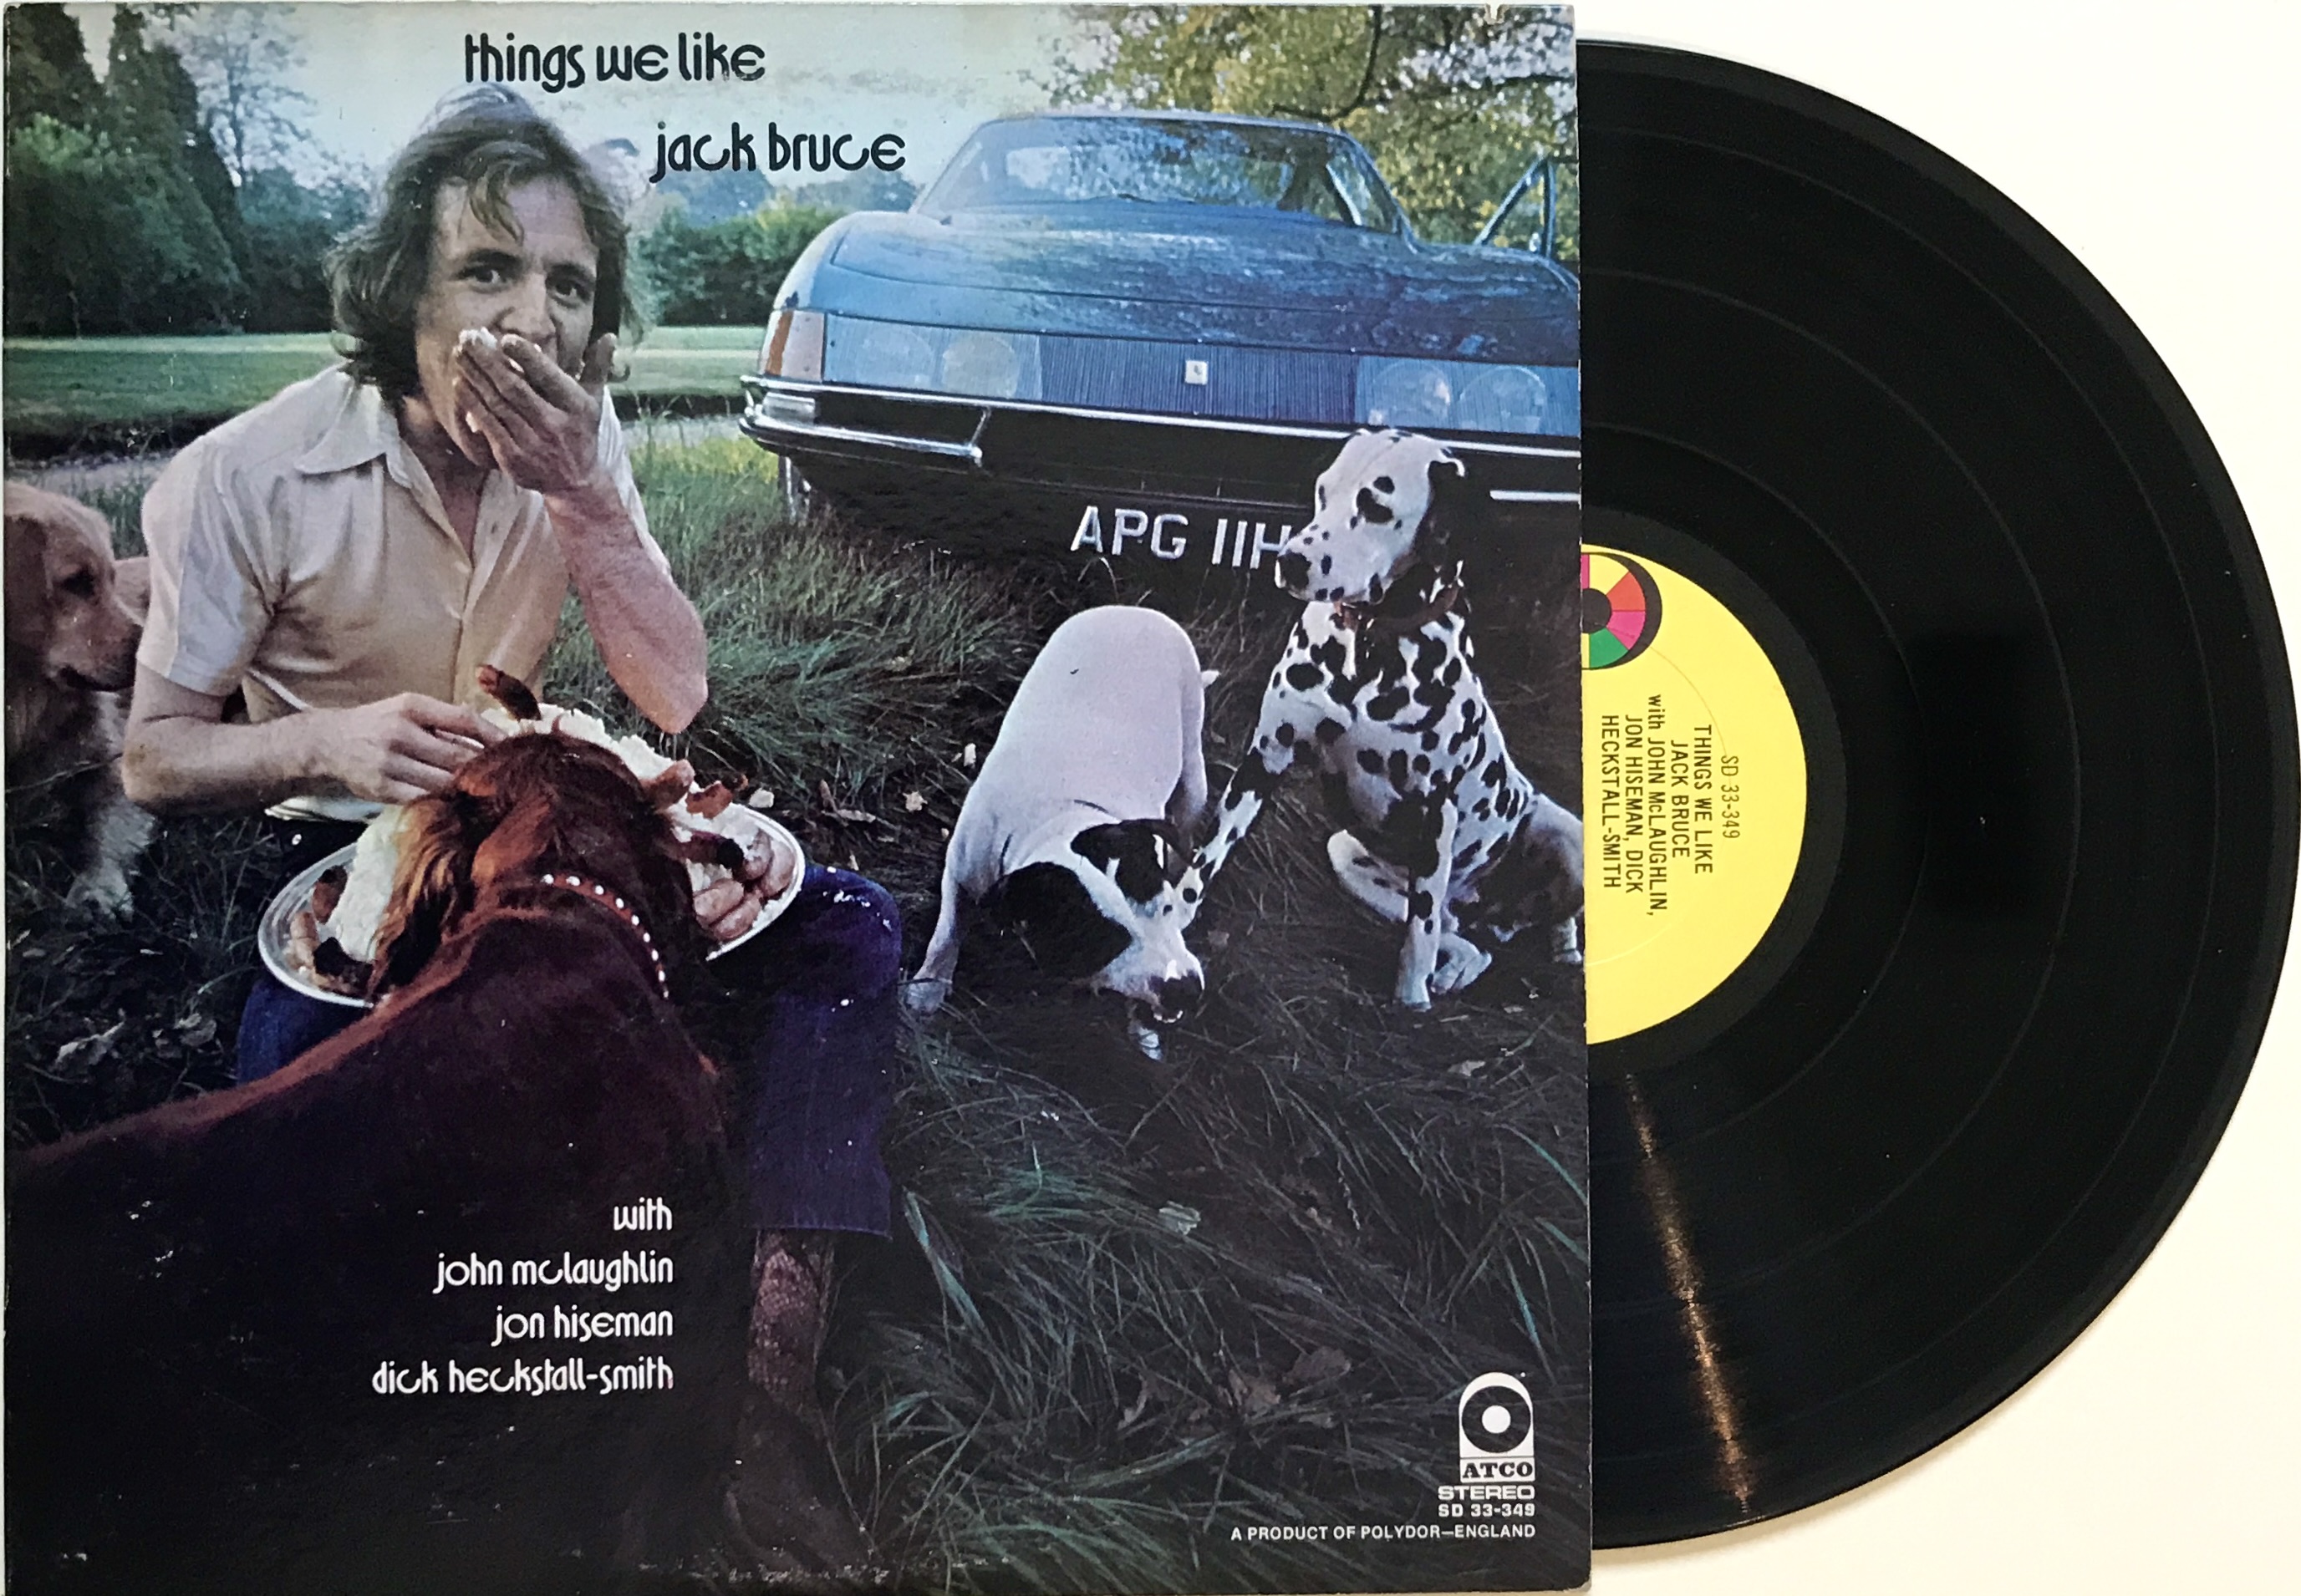 things we like
jack bruce
APG 11H
with
john mclaughlin
jon hiseman
dick heckstall-smith
ATCO
STEREO
SD 33-349
A PRODUCT OF POLYDOR—ENGLAND
SD 33-349
THINGS WE LIKE
JACK BRUCE
with JOHN McLAUGHLIN,
JON HISEMAN, DICK
HECKSTALL-SMITH